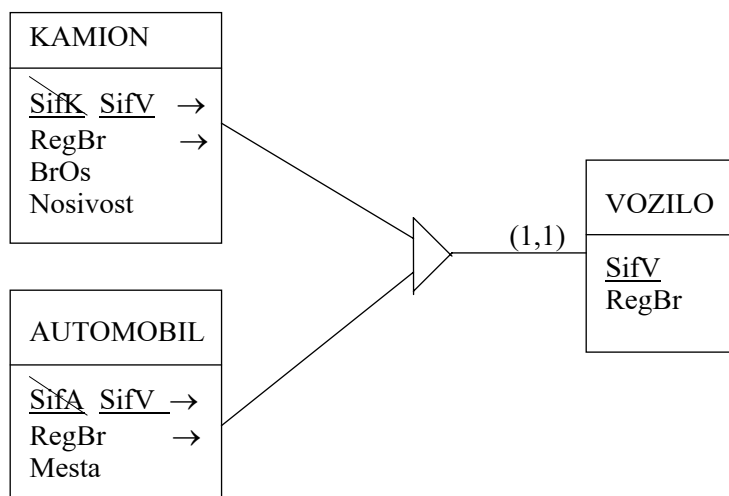 KAMION
SifK SifV →
RegBr →
BrOs
Nosivost
(1,1)
VOZILO
SifV
RegBr
AUTOMOBIL
SifA SifV →
RegBr →
Mesta